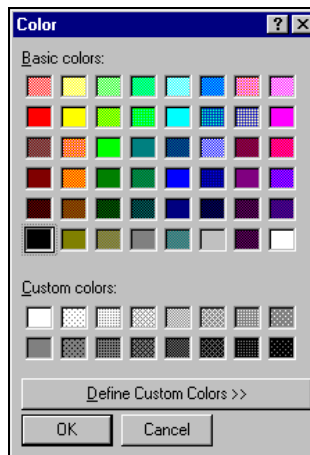 Color
Basic colors:
Custom colors:
Define Custom Colors >>
OK Cancel